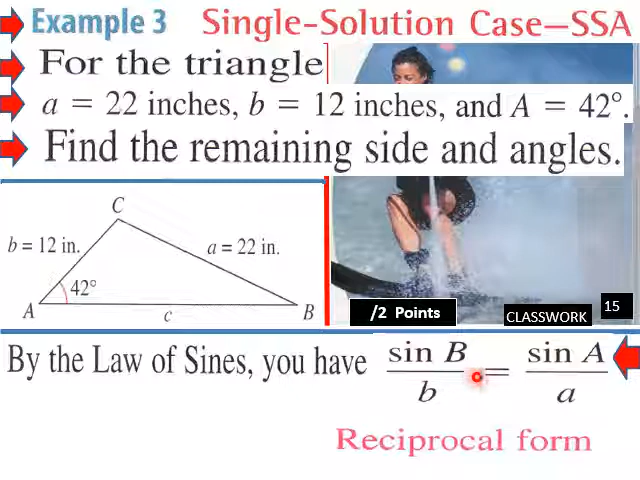 Example 3 Single-Solution Case—SSA
For the triangle
a = 22 inches, b = 12 inches, and A = 42°.
Find the remaining side and angles.
C
b = 12 in.
a = 22 in.
42°
A
c
B
/2 Points
CLASSWORK
15
By the Law of Sines, you have sin B / b = sin A / a
Reciprocal form